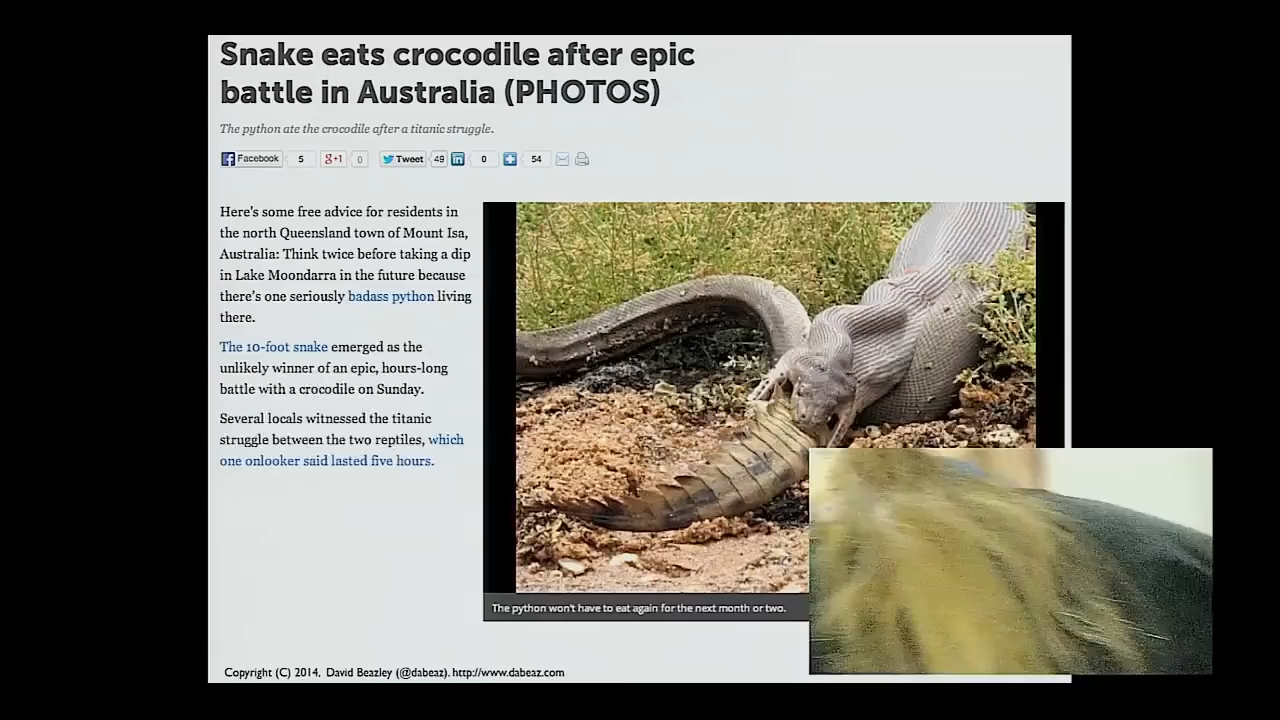 Snake eats crocodile after epic
battle in Australia (PHOTOS)
The python ate the crocodile after a titanic struggle.
Facebook 5 g+1 0 Tweet 49 in 0 54
Here's some free advice for residents in
the north Queensland town of Mount Isa,
Australia: Think twice before taking a dip
in Lake Moondarra in the future because
there's one seriously badass python living
there.
The 10-foot snake emerged as the
unlikely winner of an epic, hours-long
battle with a crocodile on Sunday.
Several locals witnessed the titanic
struggle between the two reptiles, which
one onlooker said lasted five hours.
The python won't have to eat again for the next month or two.
Copyright (C) 2014, David Beazley (@dabeaz). http://www.dabeaz.com